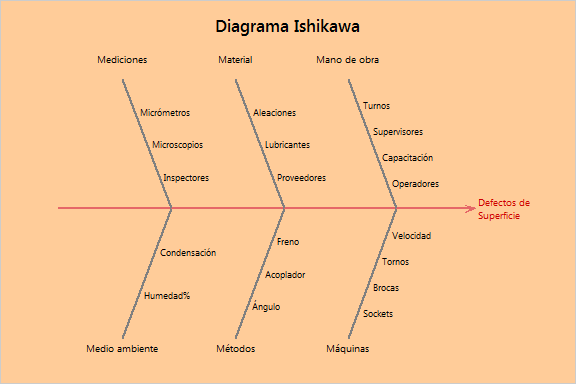 Diagrama Ishikawa
Mediciones
Material
Mano de obra
Micrómetros
Microscopios
Inspectores
Aleaciones
Lubricantes
Proveedores
Turnos
Supervisores
Capacitación
Operadores
Defectos de
Superficie
Condensación
Humedad%
Freno
Acoplador
Ángulo
Velocidad
Tornos
Brocas
Sockets
Medio ambiente
Métodos
Máquinas